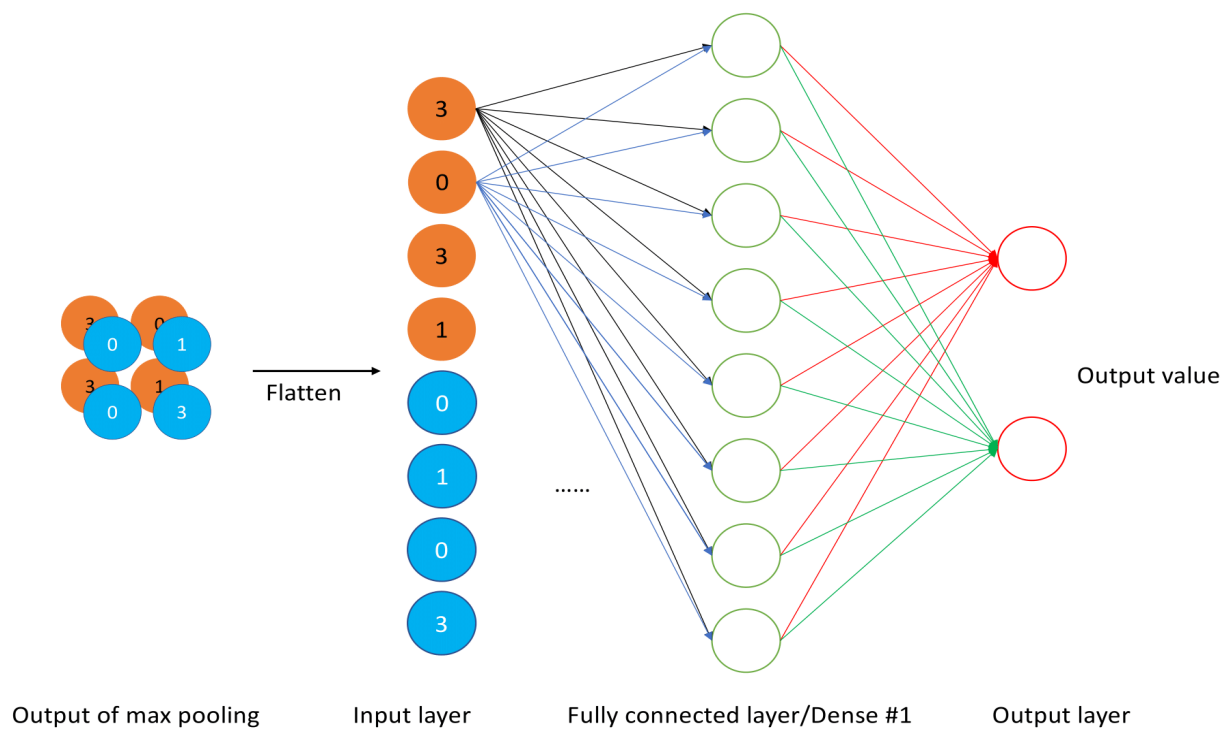 3
0
3
1
0
1
0
3
3 0
0 1
3 1
0 3
Flatten
......
Output value
Output of max pooling
Input layer
Fully connected layer/Dense #1
Output layer